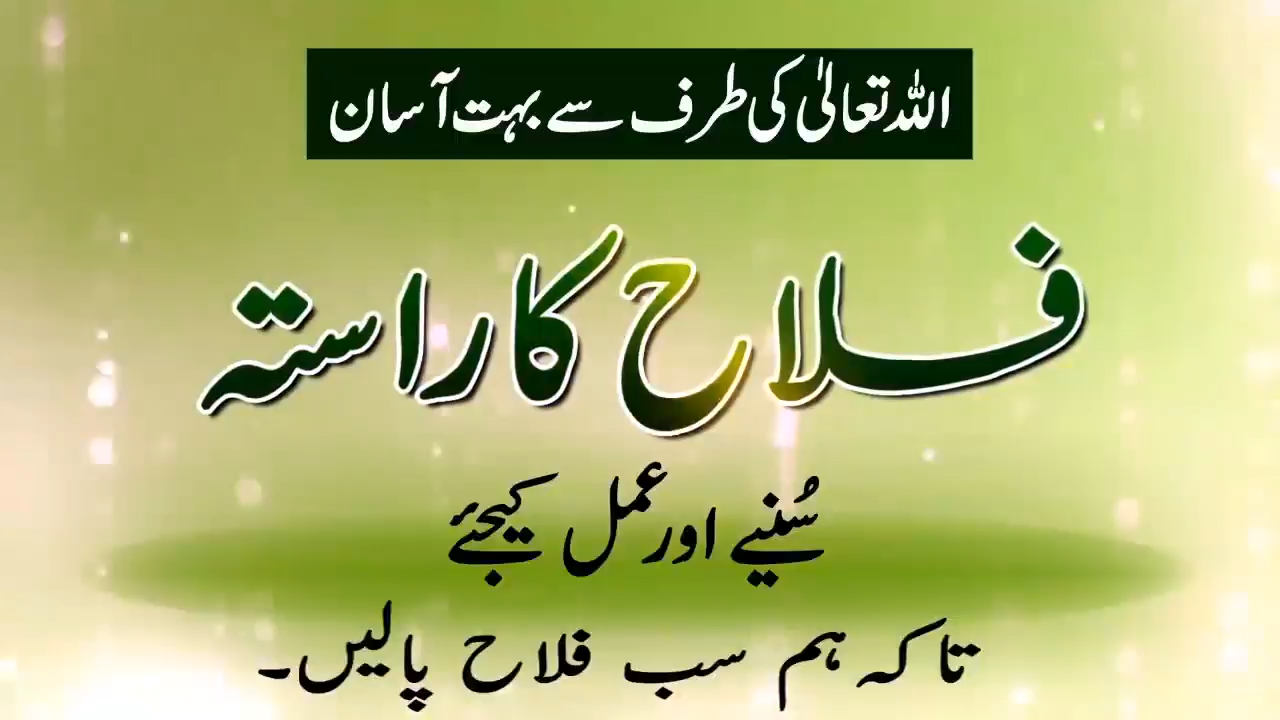 اللہ تعالیٰ کی طرف سے بہت آسان
فلاح کا راستہ
سُنیے اور عمل کیجئے
تاکہ ہم سب فلاح پالیں۔